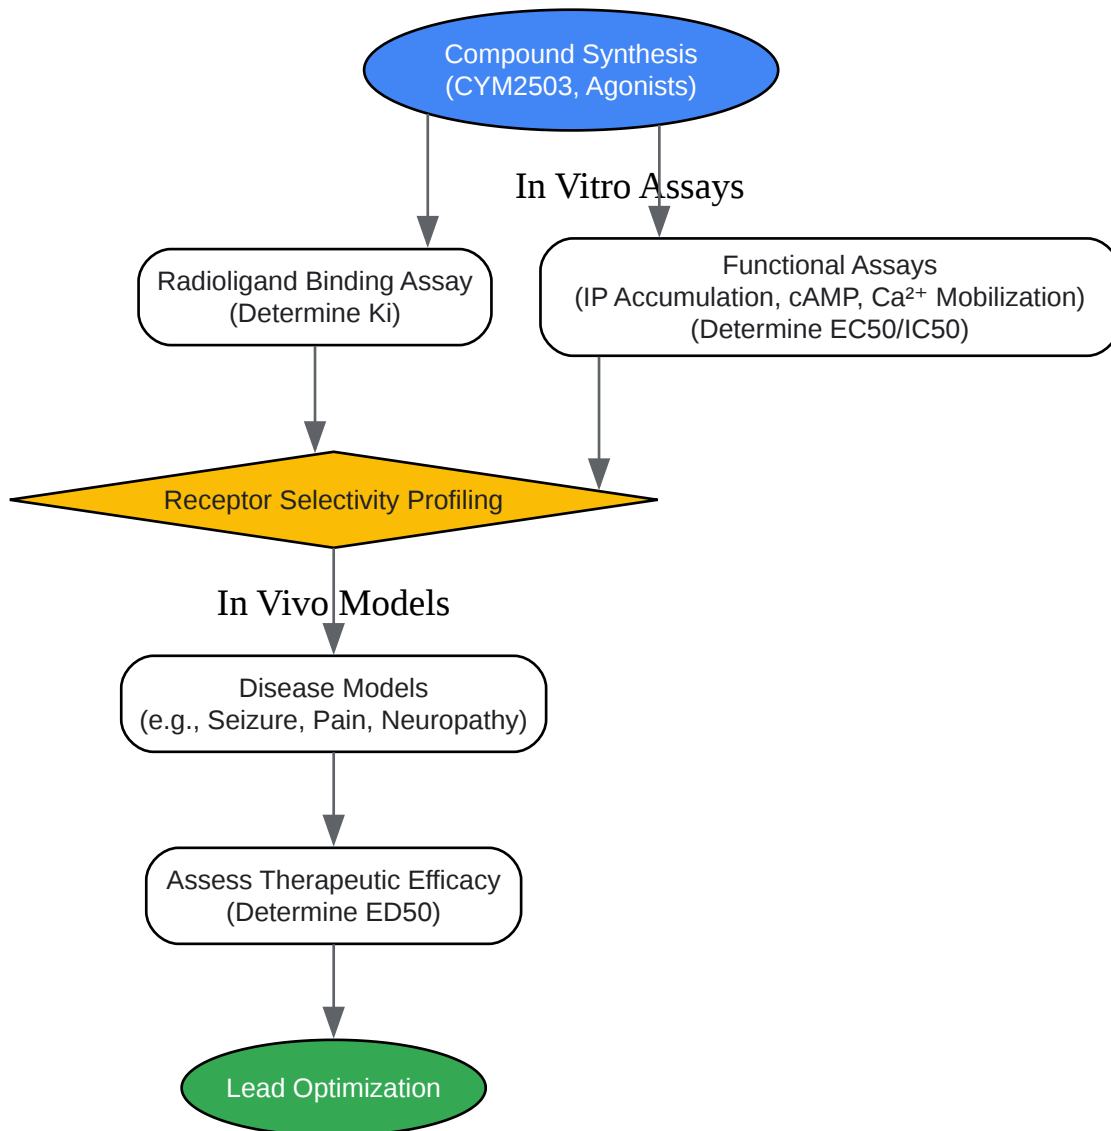 Compound Synthesis
(CYM2503, Agonists)
In Vitro Assays
Radioligand Binding Assay
(Determine Ki)
Functional Assays
(IP Accumulation, cAMP, Ca²⁺ Mobilization)
(Determine EC50/IC50)
Receptor Selectivity Profiling
In Vivo Models
Disease Models
(e.g., Seizure, Pain, Neuropathy)
Assess Therapeutic Efficacy
(Determine ED50)
Lead Optimization